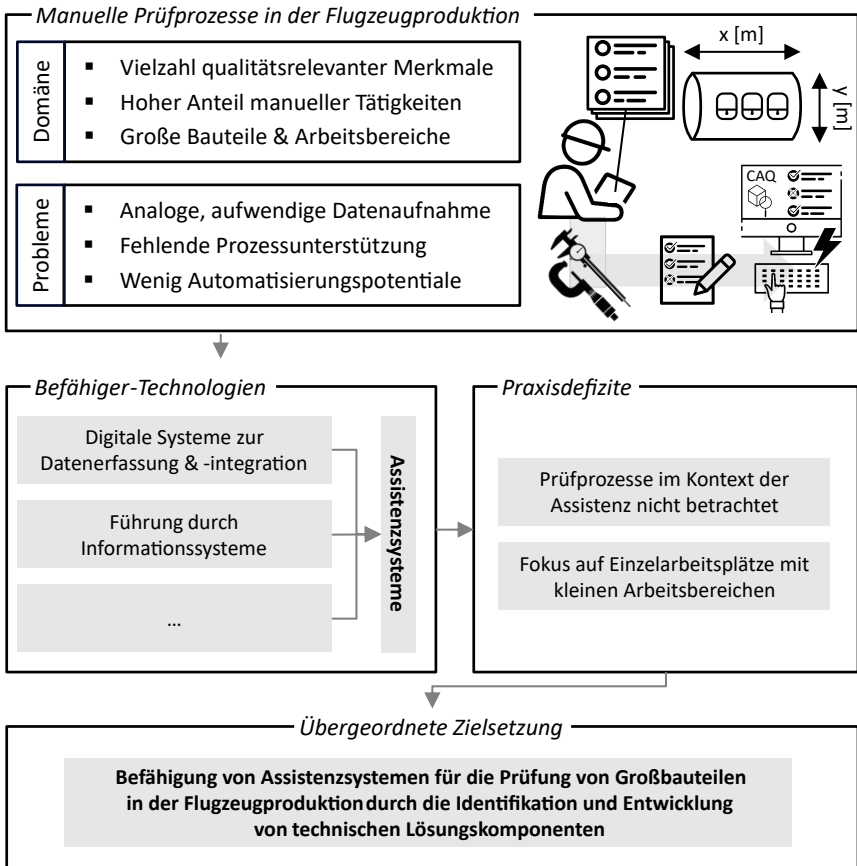 Manuelle Prüfprozesse in der Flugzeugproduktion
Domäne
▪ Vielzahl qualitätsrelevanter Merkmale
▪ Hoher Anteil manueller Tätigkeiten
▪ Große Bauteile & Arbeitsbereiche
Probleme
▪ Analoge, aufwendige Datenaufnahme
▪ Fehlende Prozessunterstützung
▪ Wenig Automatisierungspotentiale
x [m]
y [m]
CAQ
Befähiger-Technologien
Digitale Systeme zur
Datenerfassung & -integration
Führung durch
Informationssysteme
...
Assistenzsysteme
Praxisdefizite
Prüfprozesse im Kontext der
Assistenz nicht betrachtet
Fokus auf Einzelarbeitsplätze mit
kleinen Arbeitsbereichen
Übergeordnete Zielsetzung
Befähigung von Assistenzsystemen für die Prüfung von Großbauteilen
in der Flugzeugproduktion durch die Identifikation und Entwicklung
von technischen Lösungskomponenten